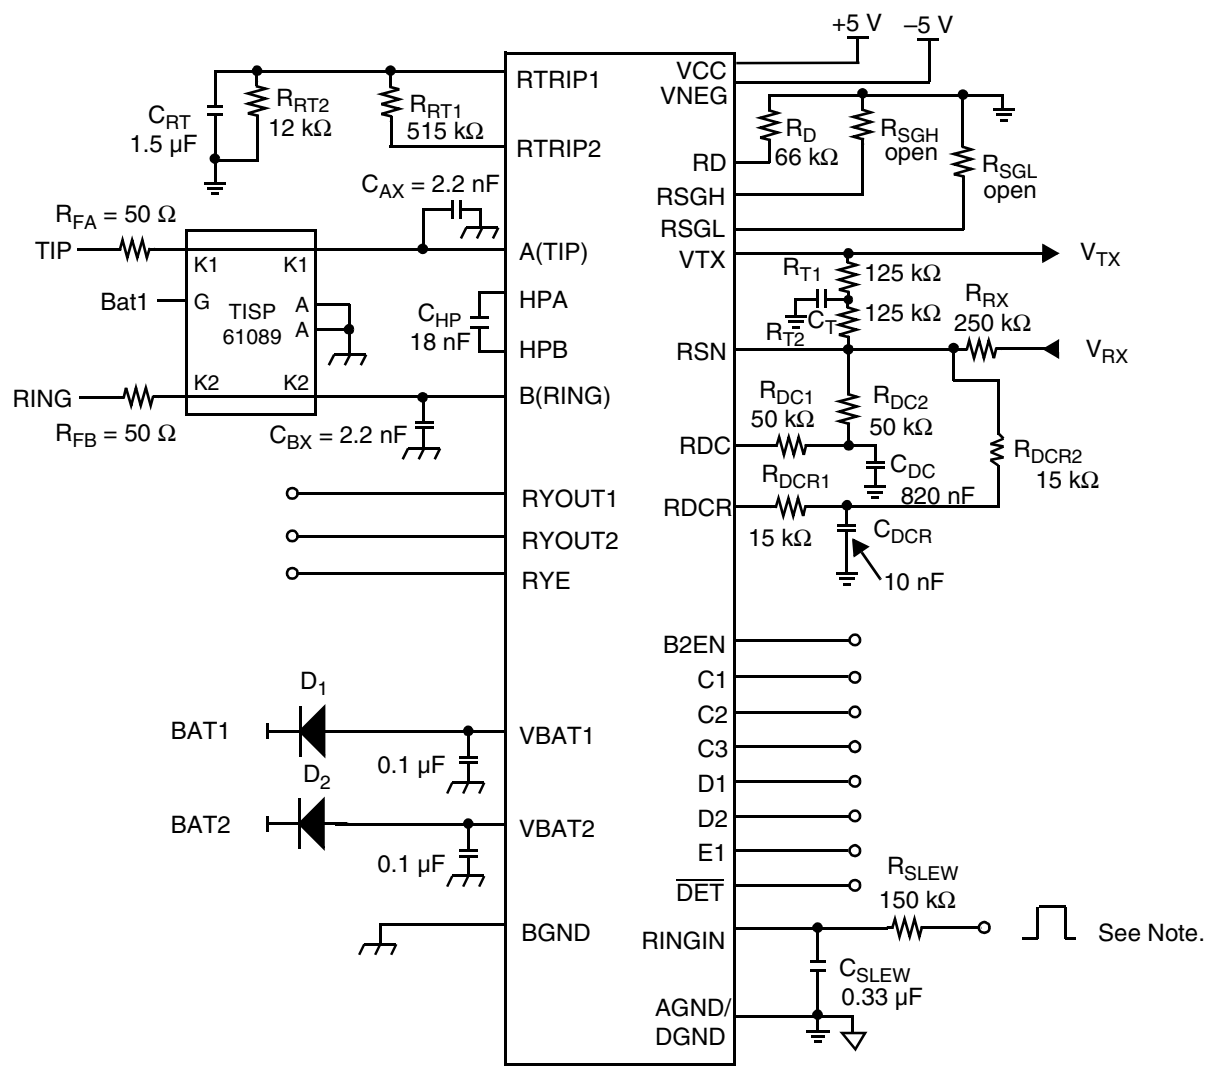 +5 V
–5 V
RTRIP1
VCC
VNEG
CRT
1.5 µF
RRT2
12 kΩ
RRT1
515 kΩ
RTRIP2
RD
66 kΩ
RSGH
open
RSGL
open
RD
RSGH
RSGL
CAX = 2.2 nF
RFA = 50 Ω
TIP
K1
K1
A(TIP)
VTX
VTX
RT1
125 kΩ
Bat1
G
TISP
61089
A
A
CHP
18 nF
HPA
HPB
CT
125 kΩ
RT2
RRX
250 kΩ
RSN
VRX
RING
K2
K2
B(RING)
RFB = 50 Ω
CBX = 2.2 nF
RDC1
50 kΩ
RDC2
50 kΩ
RDC
CDC
820 nF
RDCR2
15 kΩ
RDCR1
15 kΩ
RDCR
CDCR
10 nF
RYOUT1
RYOUT2
RYE
B2EN
C1
C2
C3
D1
D2
E1
DET
D1
BAT1
VBAT1
0.1 µF
D2
BAT2
VBAT2
0.1 µF
RSLEW
150 kΩ
BGND
RINGIN
See Note.
CSLEW
0.33 µF
AGND/
DGND